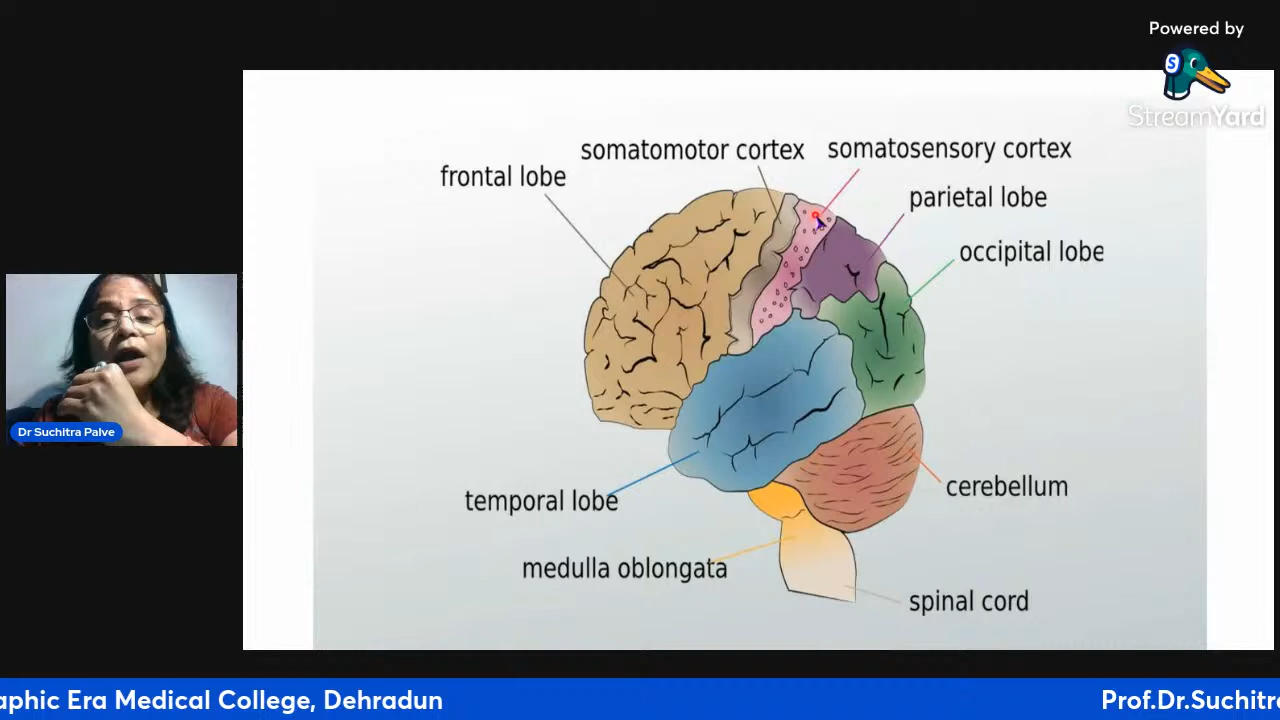 Powered by
S
StreamYard
somatomotor cortex
somatosensory cortex
frontal lobe
parietal lobe
occipital lobe
Dr Suchitra Palve
temporal lobe
cerebellum
medulla oblongata
spinal cord
aphic Era Medical College, Dehradun
Prof.Dr.Suchitr